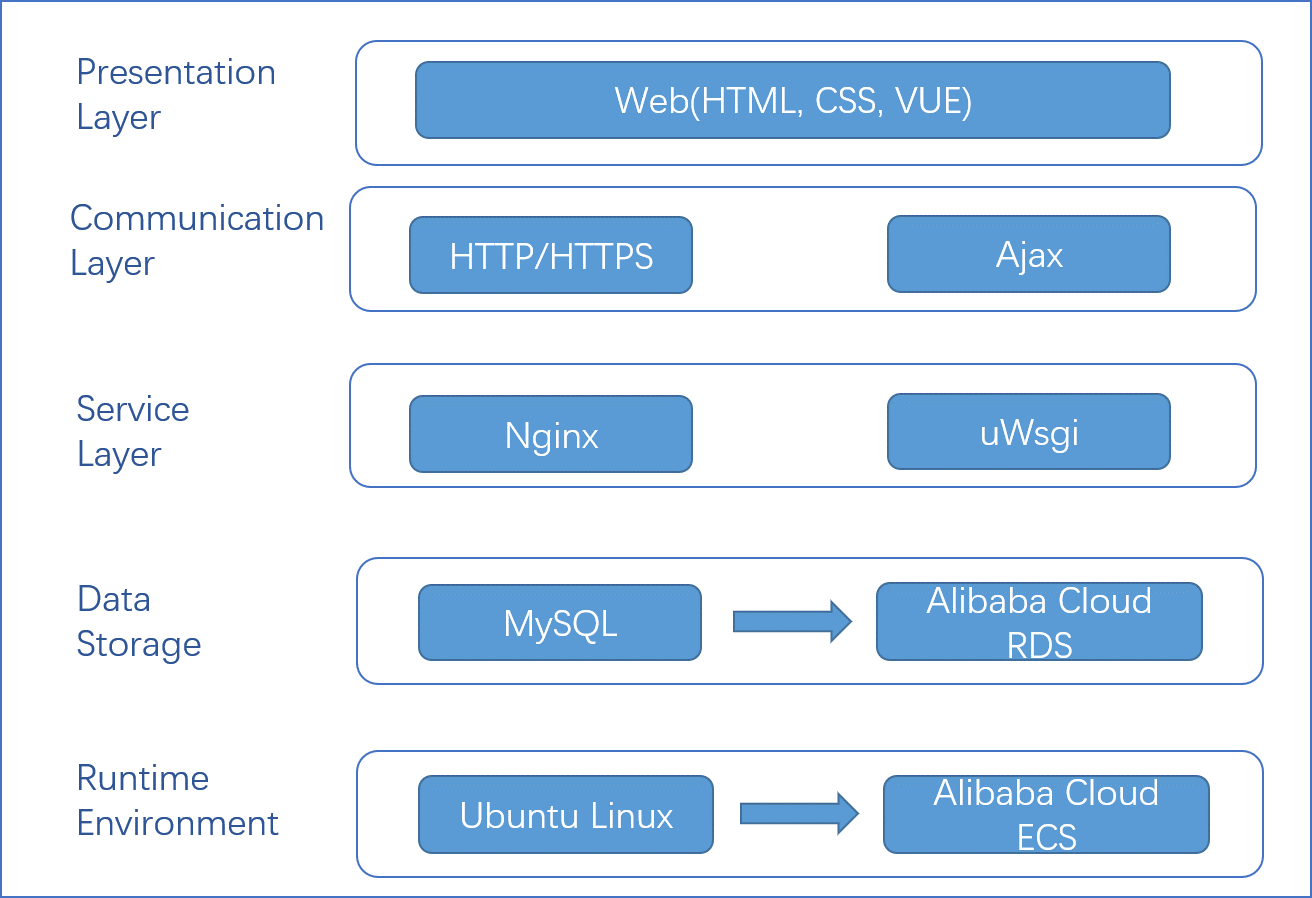 Presentation
Layer
Web(HTML, CSS, VUE)
Communication
Layer
HTTP/HTTPS
Ajax
Service
Layer
Nginx
uWsgi
Data
Storage
MySQL
Alibaba Cloud
RDS
Runtime
Environment
Ubuntu Linux
Alibaba Cloud
ECS